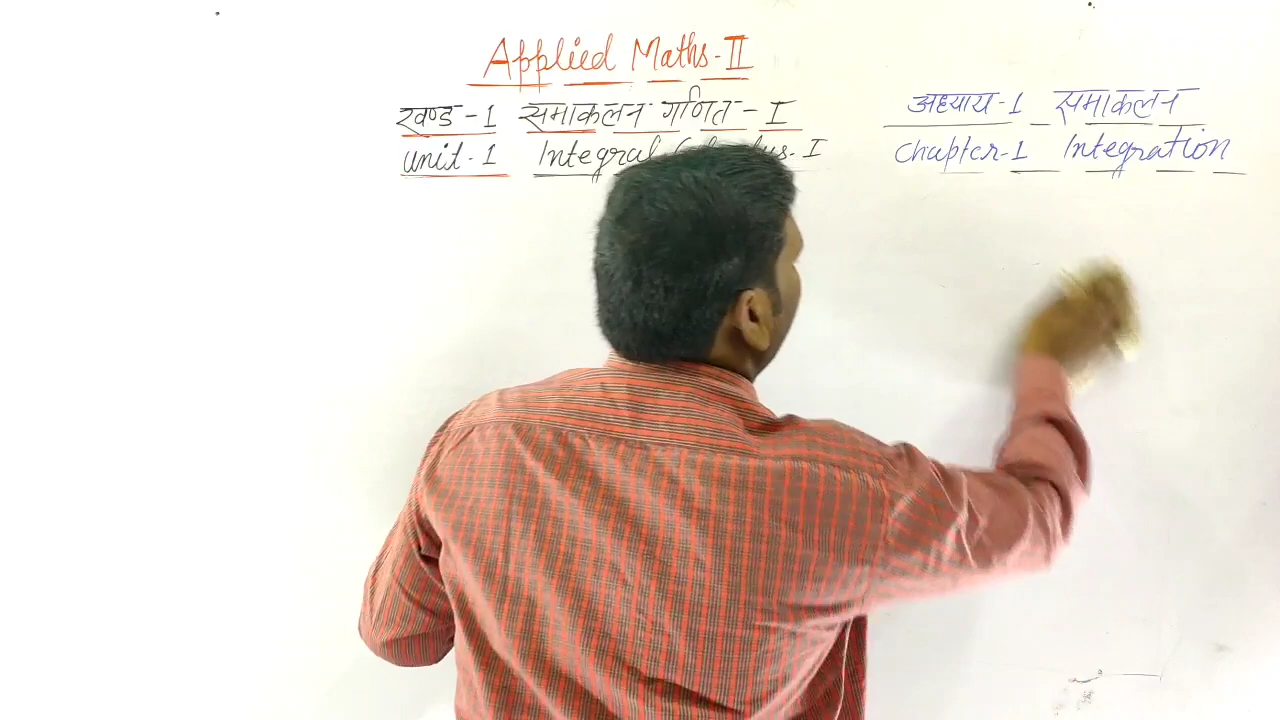 Applied Maths-II
खण्ड-1 समाकलन गणित-I
unit-1 Integral -I
अध्याय-1 समाकलन
Chapter-1 Integration